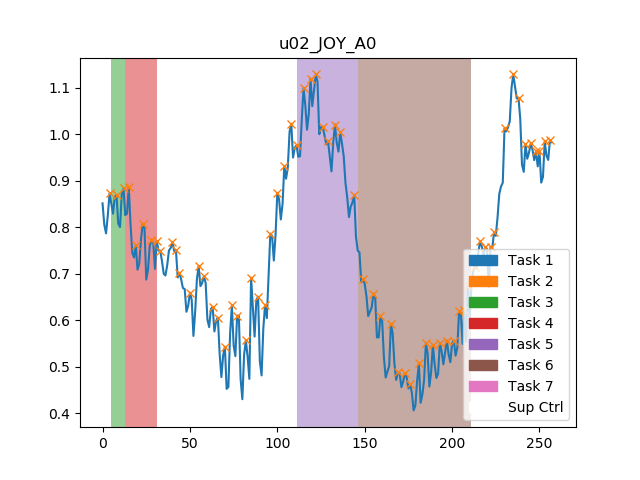 u02_JOY_A0
1.1
1.0
0.9
0.8
0.7
0.6
0.5
0.4
0 50 100 150 200 250
Task 1
Task 2
Task 3
Task 4
Task 5
Task 6
Task 7
Sup Ctrl